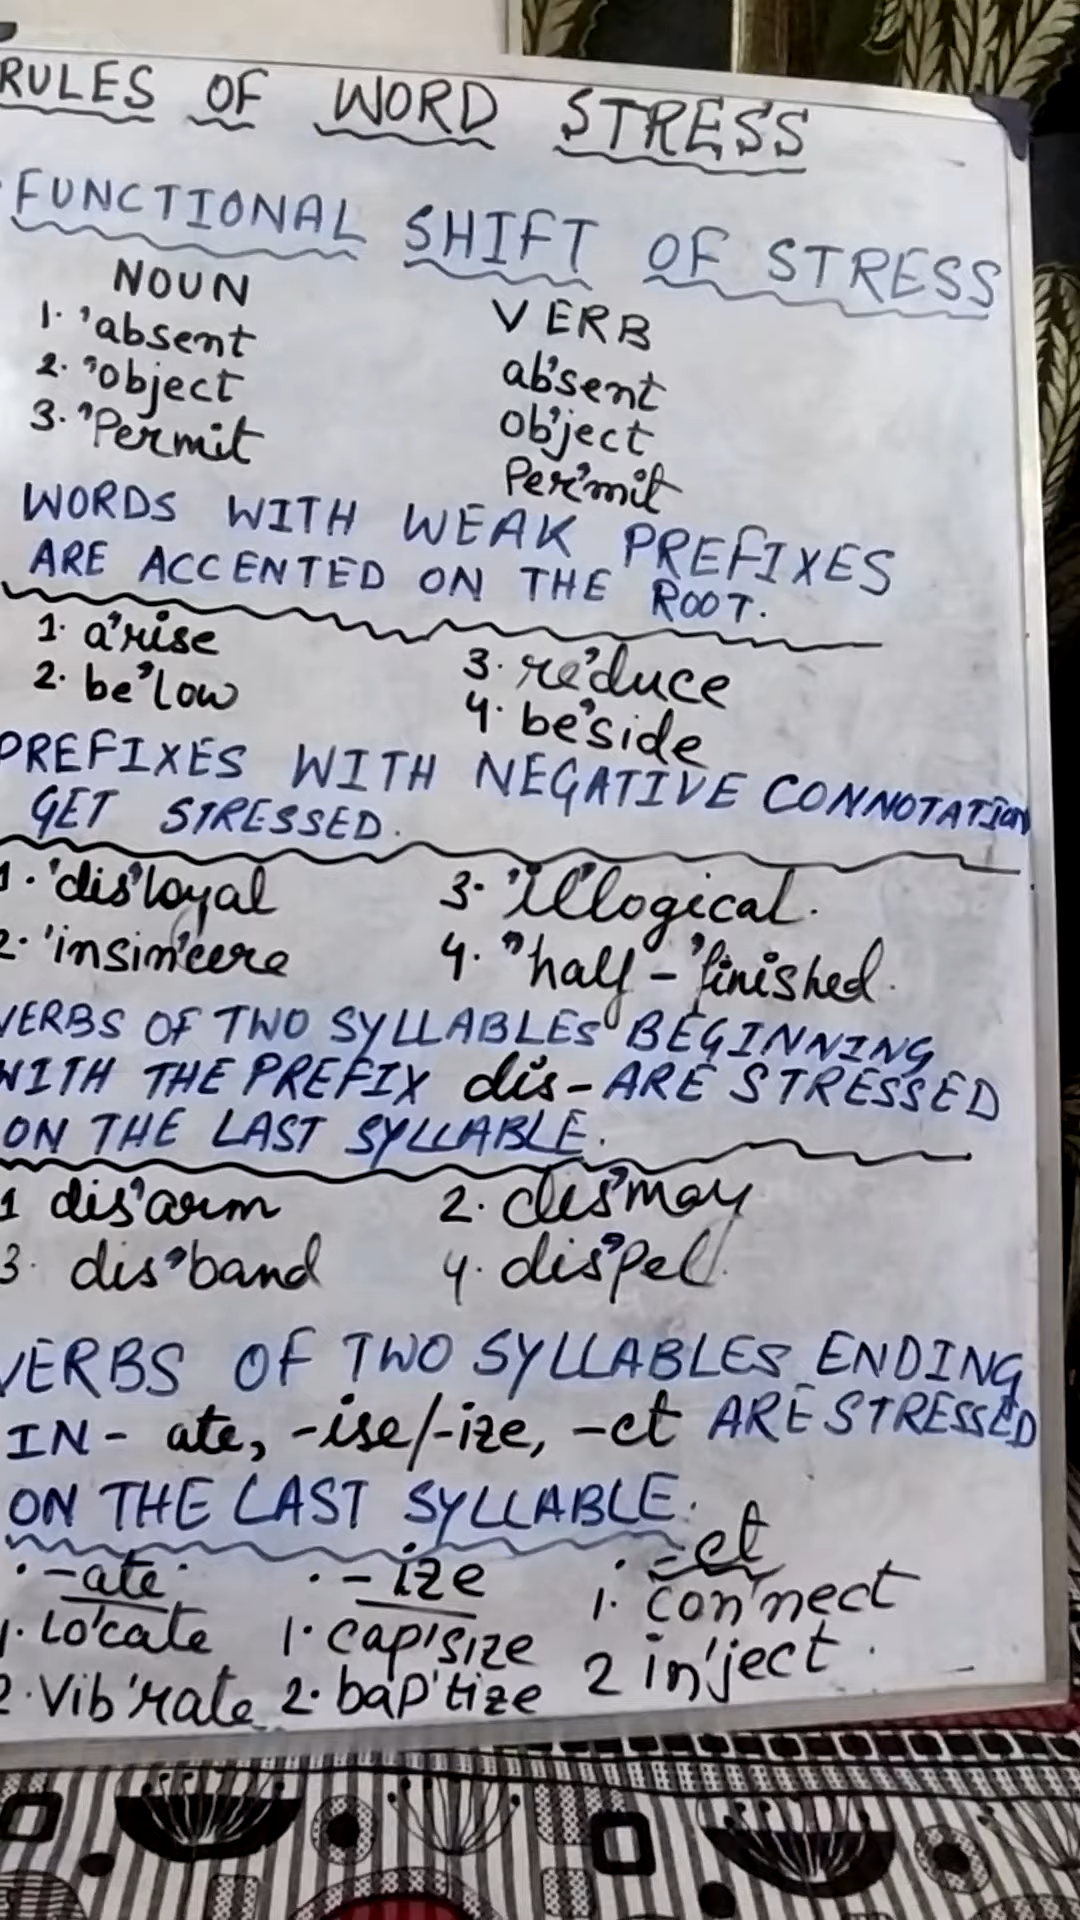 RULES OF WORD STRESS
FUNCTIONAL SHIFT OF STRESS
NOUN VERB
1. 'absent ab'sent
2. 'object ob'ject
3. 'Permit Per'mit
WORDS WITH WEAK PREFIXES
ARE ACCENTED ON THE ROOT.
1. a'rise 3. re'duce
2. be'low 4. be'side
PREFIXES WITH NEGATIVE CONNOTATION
GET STRESSED.
1. 'dis'loyal 3. 'il'logical.
2. 'insin'cere 4. 'half-'finished.
VERBS OF TWO SYLLABLES BEGINNING
WITH THE PREFIX dis- ARE STRESSED
ON THE LAST SYLLABLE.
1 dis'arm 2. dis'may
3. dis'band 4. dis'pel
VERBS OF TWO SYLLABLES ENDING
IN - ate, -ise/-ize, -ct ARE STRESSED
ON THE LAST SYLLABLE.
. -ate . -ize . -ct
1. Lo'cate 1. cap'size 1. con'nect
2. Vib'rate 2. bap'tize 2 in'ject.